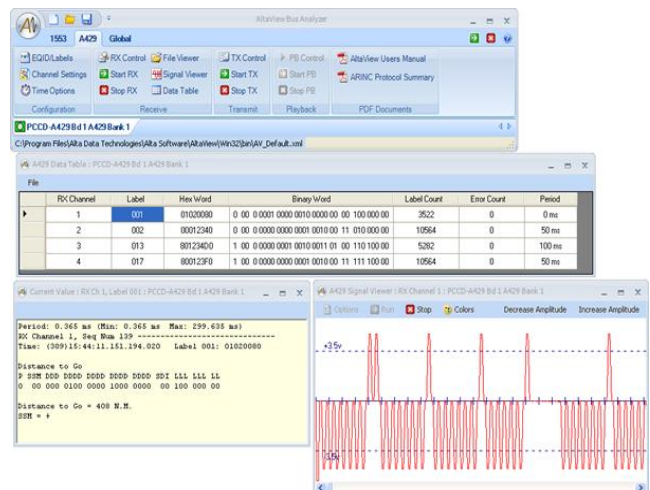 AltaView Bus Analyzer
1553 A429 Global
EQID/Labels RX Control File Viewer TX Control PB Control AltaView Users Manual
Channel Settings Start RX Signal Viewer Start TX Start PB ARINC Protocol Summary
Time Options Stop RX Data Table Stop TX Stop PB
Configuration Receive Transmit Playback PDF Documents
PCCD-A429 Bd 1 A429 Bank 1
C:\Program Files\Alta Data Technologies\Alta Software\AltaView\Win32\bin\AV_Default.xml
A429 Data Table : PCCD-A429 Bd 1 A429 Bank 1
File
RX Channel Label Hex Word Binary Word Label Count Error Count Period
1 001 01020080 0 00 0 0001 0000 0010 0000 00 00 100 000 00 3522 0 0 ms
2 002 00012340 0 00 0 0000 0001 0010 0011 01 00 010 000 00 10564 0 50 ms
3 013 801234D0 1 00 0 0000 0001 0010 0011 01 00 110 100 00 5282 0 100 ms
4 017 800123F0 1 00 0 0000 0001 0010 00 11 111 100 00 10564 0 50 ms
Current Value : RX Ch 1, Label 001 : PCCD-A429 Bd 1 A429 Bank 1
Period: 0.365 ms (Min: 0.365 ms Max: 299.635 ms)
RX Channel 1, Seq Num 139 ----------------------------
Time: (309)15:44:11.151.194.020 Label 001: 01020080
Distance to Go
P SSM DDD DDDD DDDD DDDD DDDD SDI LLL LLL LL
0 00 000 0100 0000 1000 0000 00 100 000 00
Distance to Go = 408 N.M.
SSM = +
A429 Signal Viewer : RX Channel 1 : PCCD-A429 Bd 1 A429 Bank 1
Options Run Stop Colors Decrease Amplitude Increase Amplitude
+3.5v
-3.5v